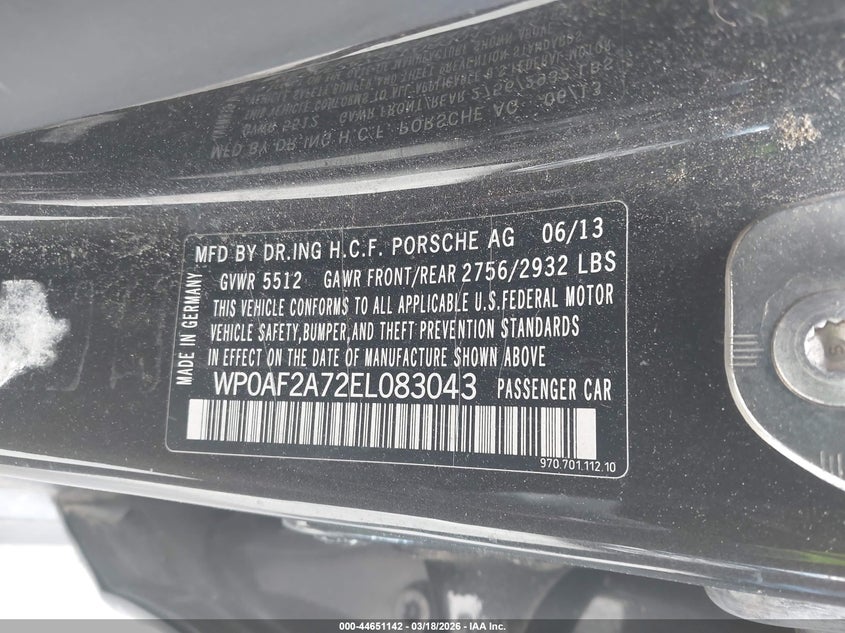 MFD BY DR.ING H.C.F. PORSCHE AG 06/13
GVWR 5512 GAWR FRONT/REAR 2756/2932 LBS
THIS VEHICLE CONFORMS TO ALL APPLICABLE U.S.FEDERAL MOTOR
VEHICLE SAFETY,BUMPER,AND THEFT PREVENTION STANDARDS
IN EFFECT ON THE DATE OF MANUFACTURE SHOWN ABOVE
WP0AF2A72EL083043 PASSENGER CAR
MADE IN GERMANY
970.701.112.10
000-44651142 - 03/18/2026 - IAA Inc.